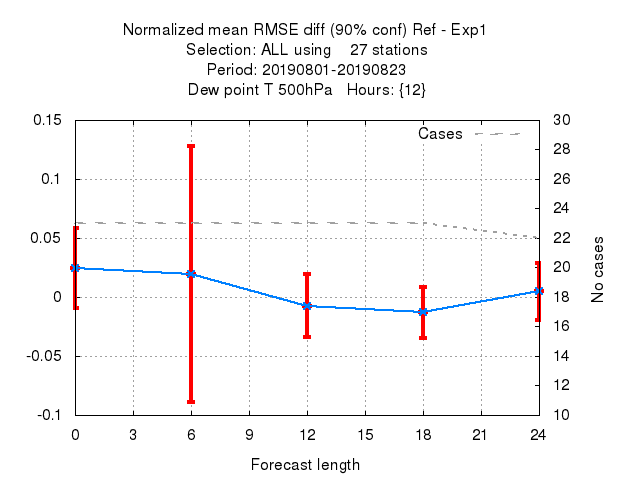 Normalized mean RMSE diff (90% conf) Ref - Exp1
Selection: ALL using 27 stations
Period: 20190801-20190823
Dew point T 500hPa Hours: {12}
Cases
0.15
0.1
0.05
0
-0.05
-0.1
30
28
26
24
22
20
18
16
14
12
10
No cases
0 3 6 9 12 15 18 21 24
Forecast length